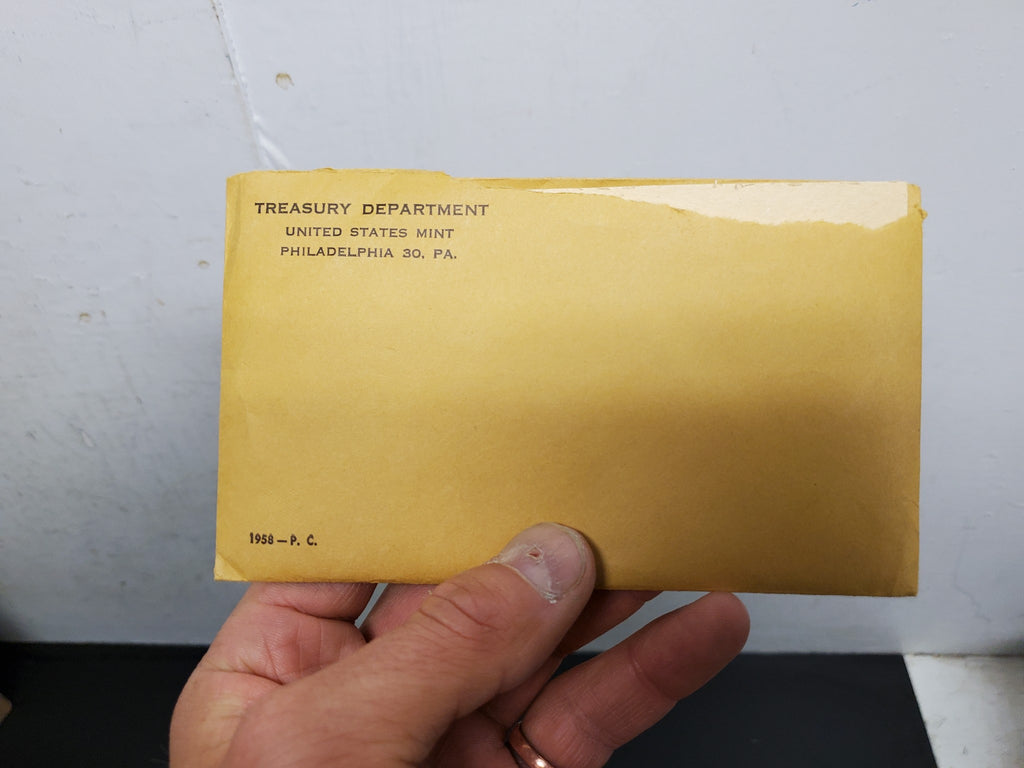 TREASURY DEPARTMENT
UNITED STATES MINT
PHILADELPHIA 30, PA.
1958 — P. C.